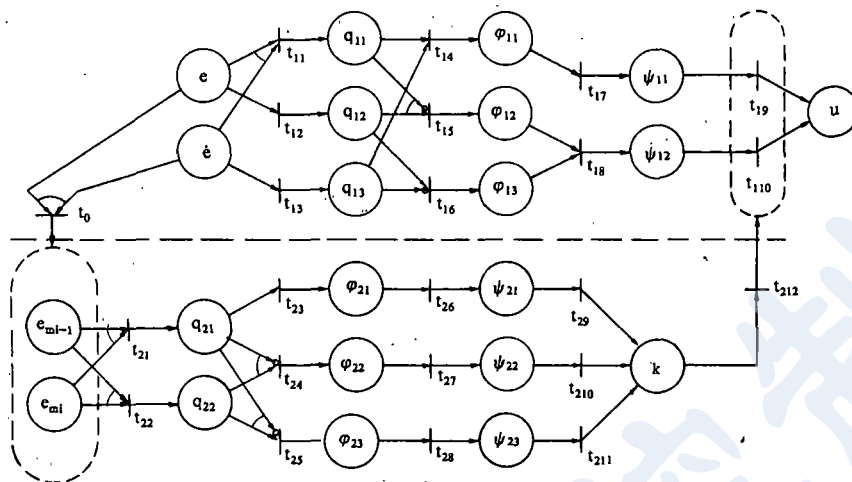 e
ė
t₀
t₁₁
t₁₂
t₁₃
q₁₁
q₁₂
q₁₃
t₁₄
t₁₅
t₁₆
φ₁₁
φ₁₂
φ₁₃
t₁₇
t₁₈
ψ₁₁
ψ₁₂
t₁₉
t₁₁₀
u
eₘᵢ₋₁
eₘᵢ
t₂₁
t₂₂
q₂₁
q₂₂
t₂₃
t₂₄
t₂₅
φ₂₁
φ₂₂
φ₂₃
t₂₆
t₂₇
t₂₈
ψ₂₁
ψ₂₂
ψ₂₃
t₂₉
t₂₁₀
t₂₁₁
k
t₂₁₂